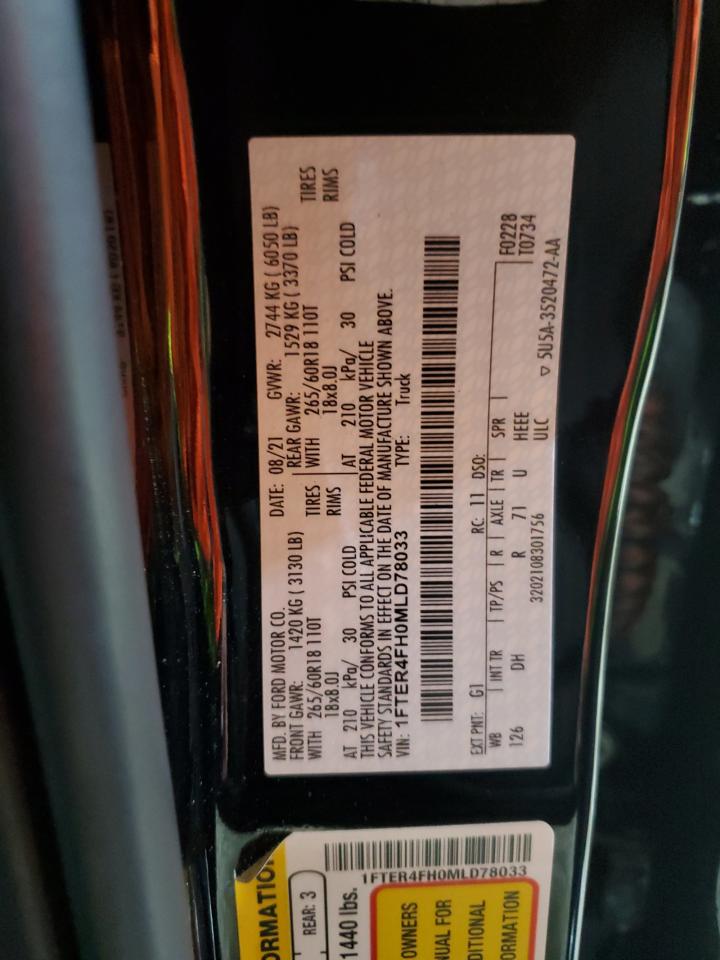 MFD. BY FORD MOTOR CO. DATE: 08/21 GVWR: 2744 KG ( 6050 LB)
FRONT GAWR: 1420 KG ( 3130 LB) REAR GAWR: 1529 KG ( 3370 LB)
WITH 265/60R18 110T TIRES WITH 265/60R18 110T TIRES
18x8.0J RIMS 18x8.0J RIMS
AT 210 kPa/ 30 PSI COLD AT 210 kPa/ 30 PSI COLD
THIS VEHICLE CONFORMS TO ALL APPLICABLE FEDERAL MOTOR VEHICLE
SAFETY STANDARDS IN EFFECT ON THE DATE OF MANUFACTURE SHOWN ABOVE.
VIN: 1FTER4FH0MLD78033 TYPE: Truck
EXT PNT: G1 RC: 11 DSO:
WB INT TR TP/PS R AXLE TR SPR F0228
126 DH R 71 U HEEE T0734
3202108301756 ULC
5U5A-3520472-AA
ORMATIO
REAR: 3
1440 lbs.
1FTER4FH0MLD78033
OWNERS
NUAL FOR
DITIONAL
ORMATION